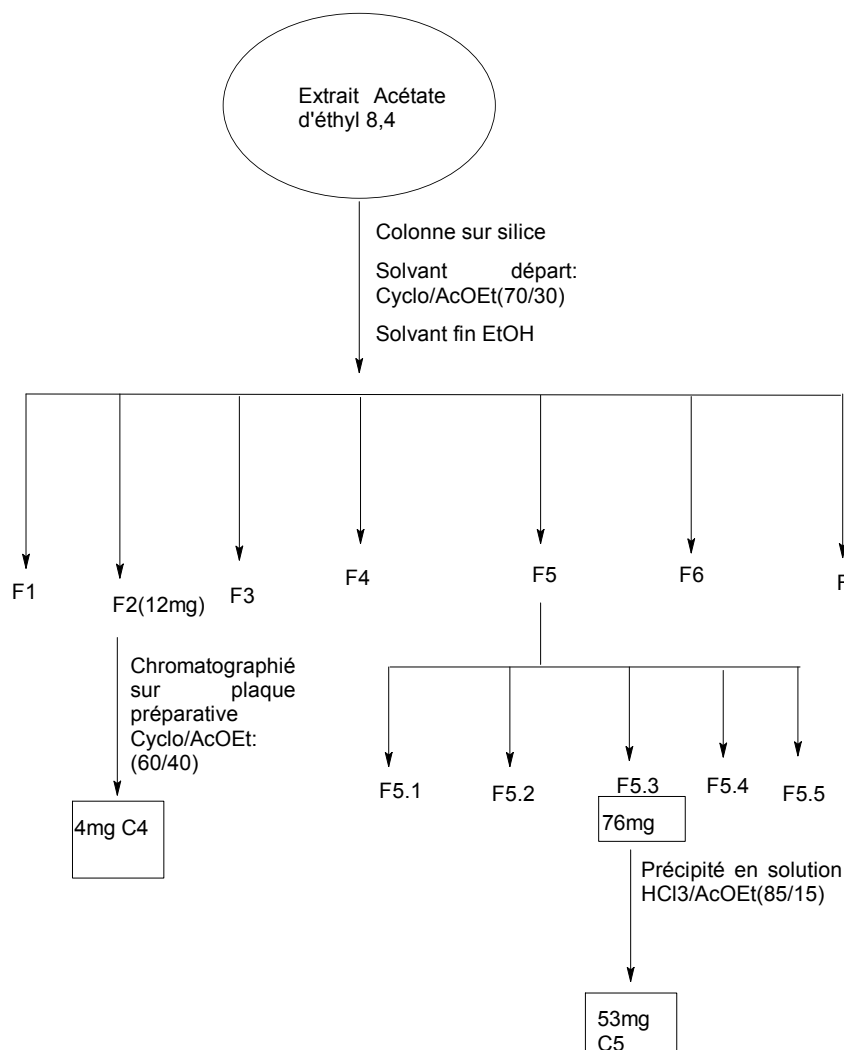 Extrait Acétate
d'éthyl 8,4
Colonne sur silice
Solvant départ:
Cyclo/AcOEt(70/30)
Solvant fin EtOH
F1
F2(12mg)
F3
F4
F5
F6
F
Chromatographié
sur plaque
préparative
Cyclo/AcOEt:
(60/40)
4mg C4
F5.1
F5.2
F5.3
F5.4
F5.5
76mg
Précipité en solution
HCl3/AcOEt(85/15)
53mg
C5